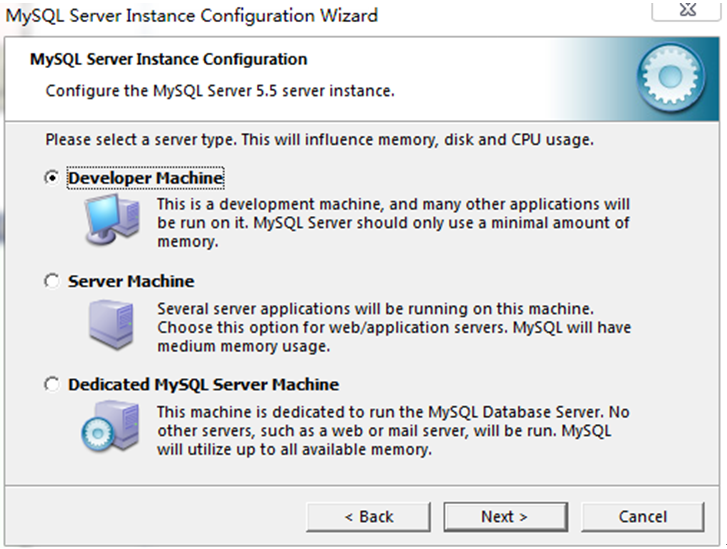 MySQL Server Instance Configuration Wizard
MySQL Server Instance Configuration
Configure the MySQL Server 5.5 server instance.
Please select a server type. This will influence memory, disk and CPU usage.
Developer Machine
This is a development machine, and many other applications will
be run on it. MySQL Server should only use a minimal amount of
memory.
Server Machine
Several server applications will be running on this machine.
Choose this option for web/application servers. MySQL will have
medium memory usage.
Dedicated MySQL Server Machine
This machine is dedicated to run the MySQL Database Server. No
other servers, such as a web or mail server, will be run. MySQL
will utilize up to all available memory.
< Back Next > Cancel